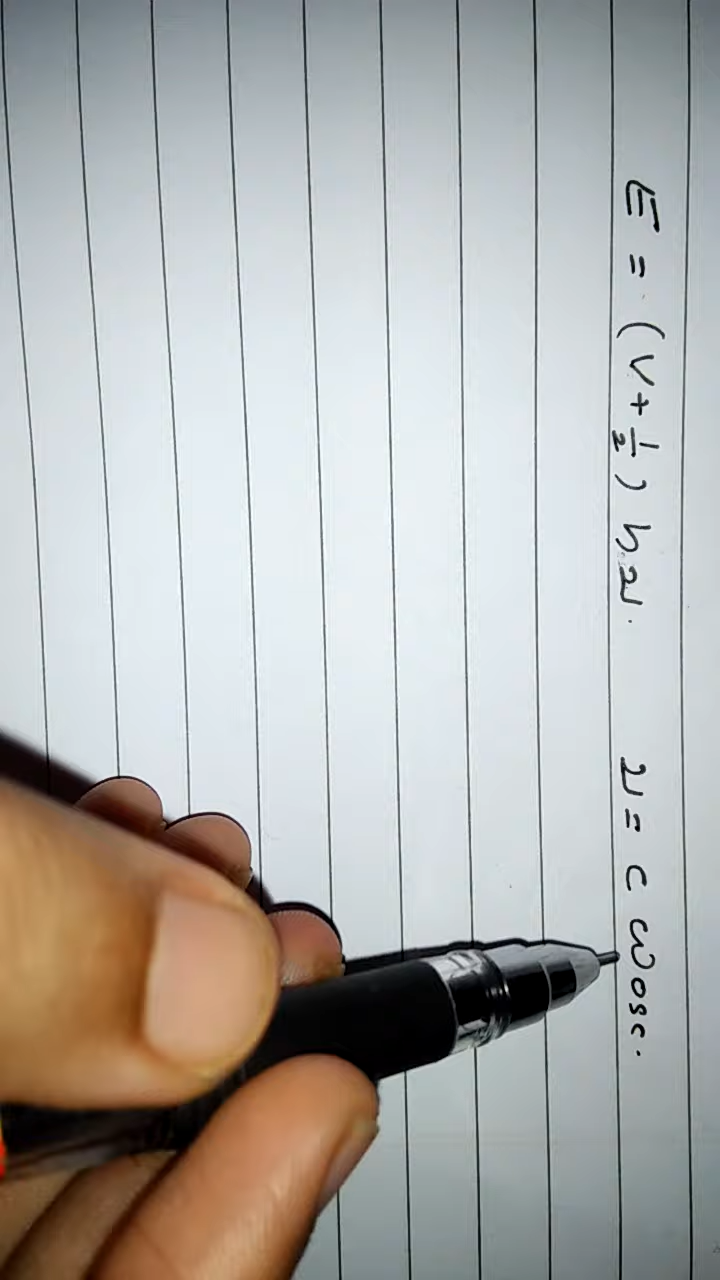 E = (v + 1/2) hν. ν = c ωosc.